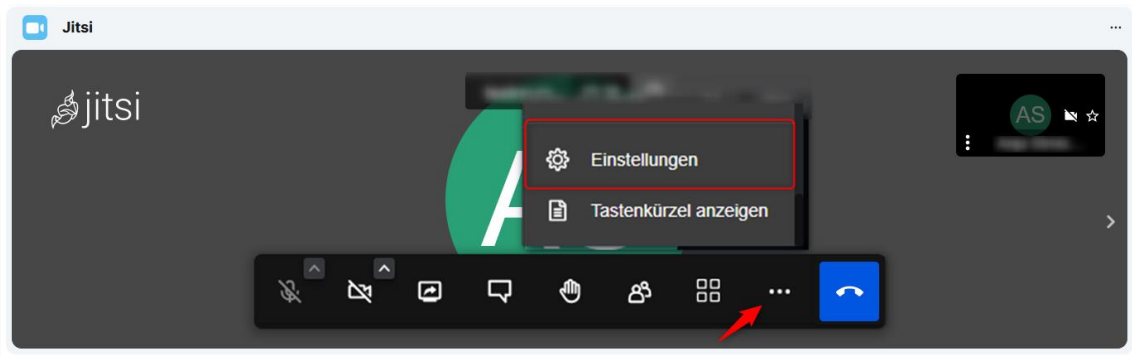 Jitsi
jitsi
AS
Einstellungen
Tastenkürzel anzeigen